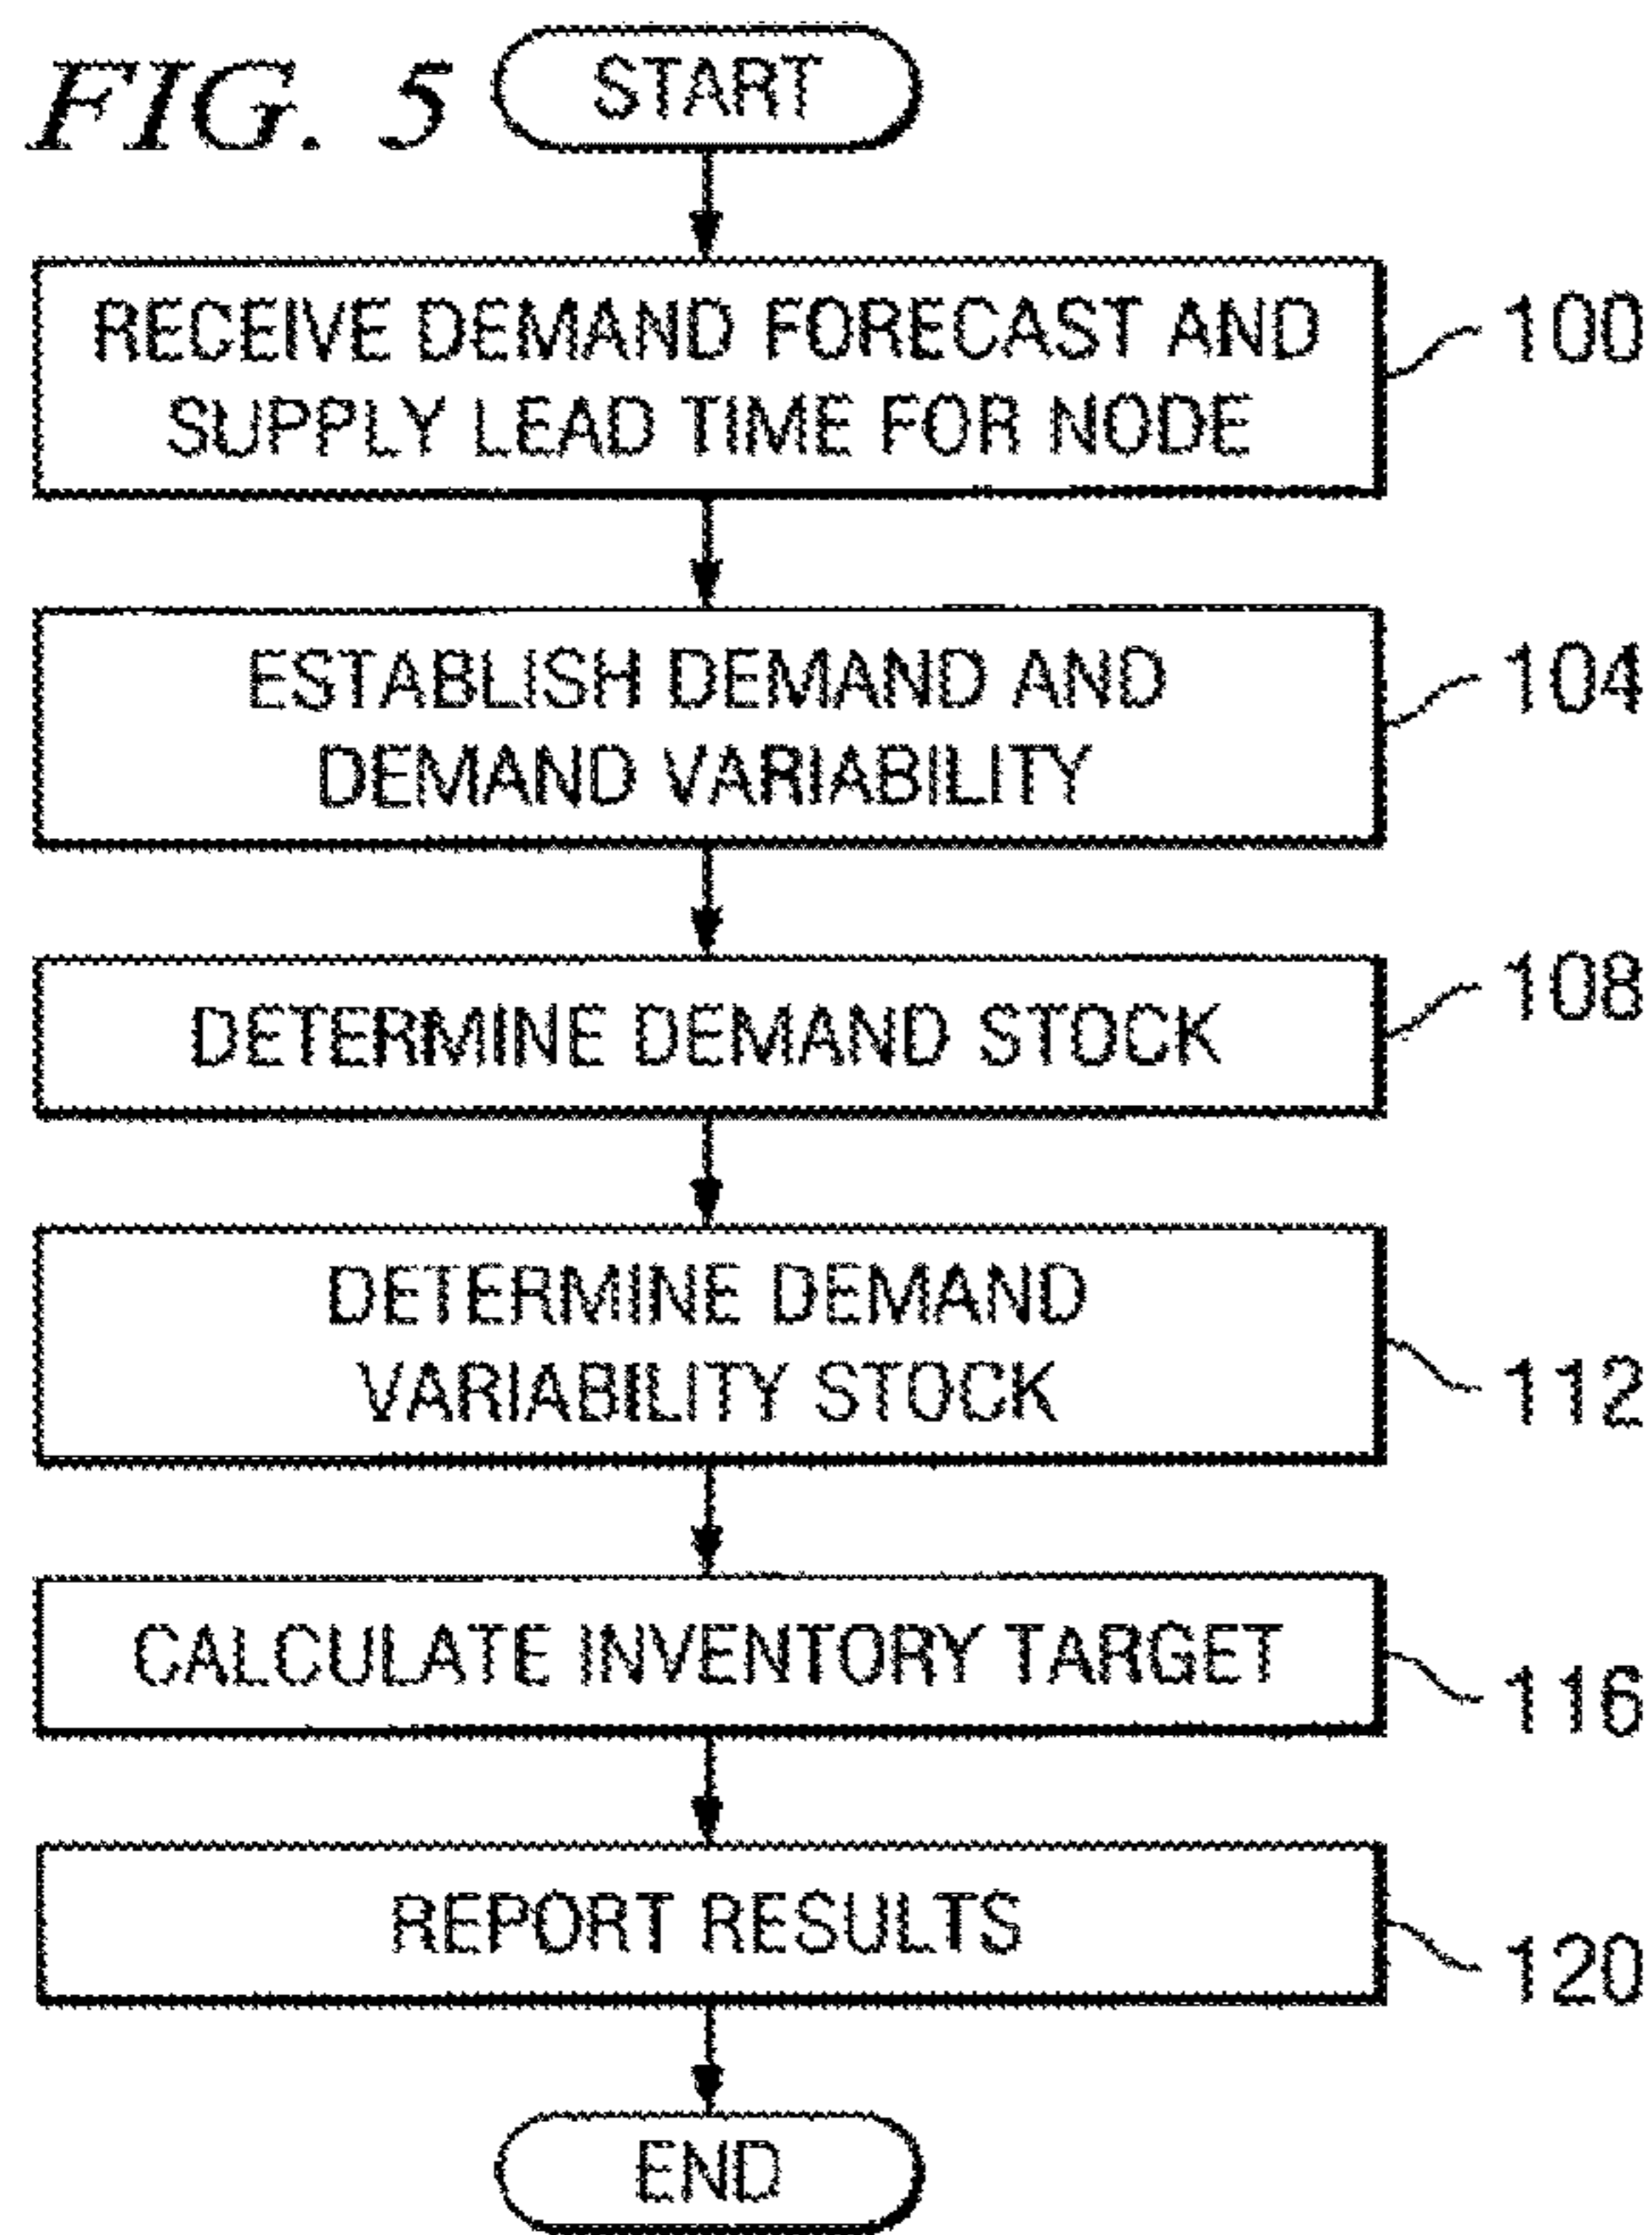 FIG. 5
START
RECEIVE DEMAND FORECAST AND
SUPPLY LEAD TIME FOR NODE
100
ESTABLISH DEMAND AND
DEMAND VARIABILITY
104
DETERMINE DEMAND STOCK
108
DETERMINE DEMAND
VARIABILITY STOCK
112
CALCULATE INVENTORY TARGET
116
REPORT RESULTS
120
END